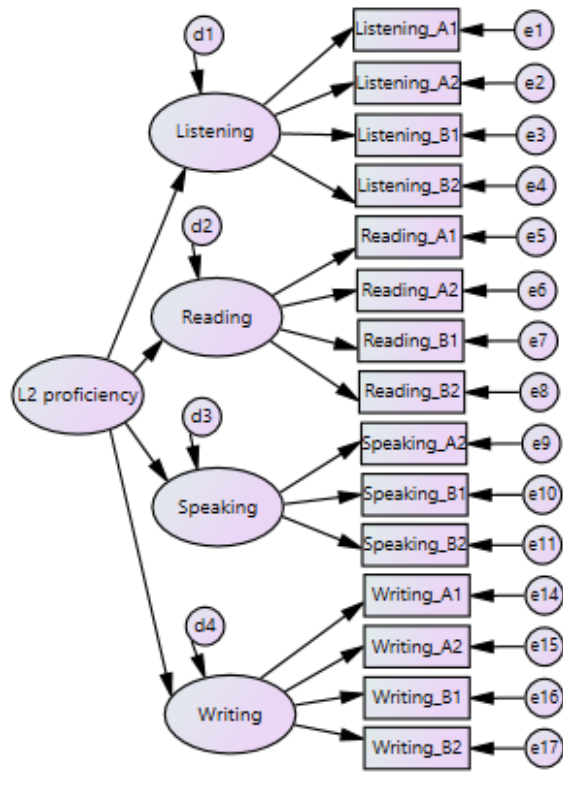 d1
Listening
Listening_A1
e1
Listening_A2
e2
Listening_B1
e3
Listening_B2
e4
d2
Reading
Reading_A1
e5
Reading_A2
e6
Reading_B1
e7
Reading_B2
e8
L2 proficiency
d3
Speaking
Speaking_A2
e9
Speaking_B1
e10
Speaking_B2
e11
d4
Writing
Writing_A1
e14
Writing_A2
e15
Writing_B1
e16
Writing_B2
e17